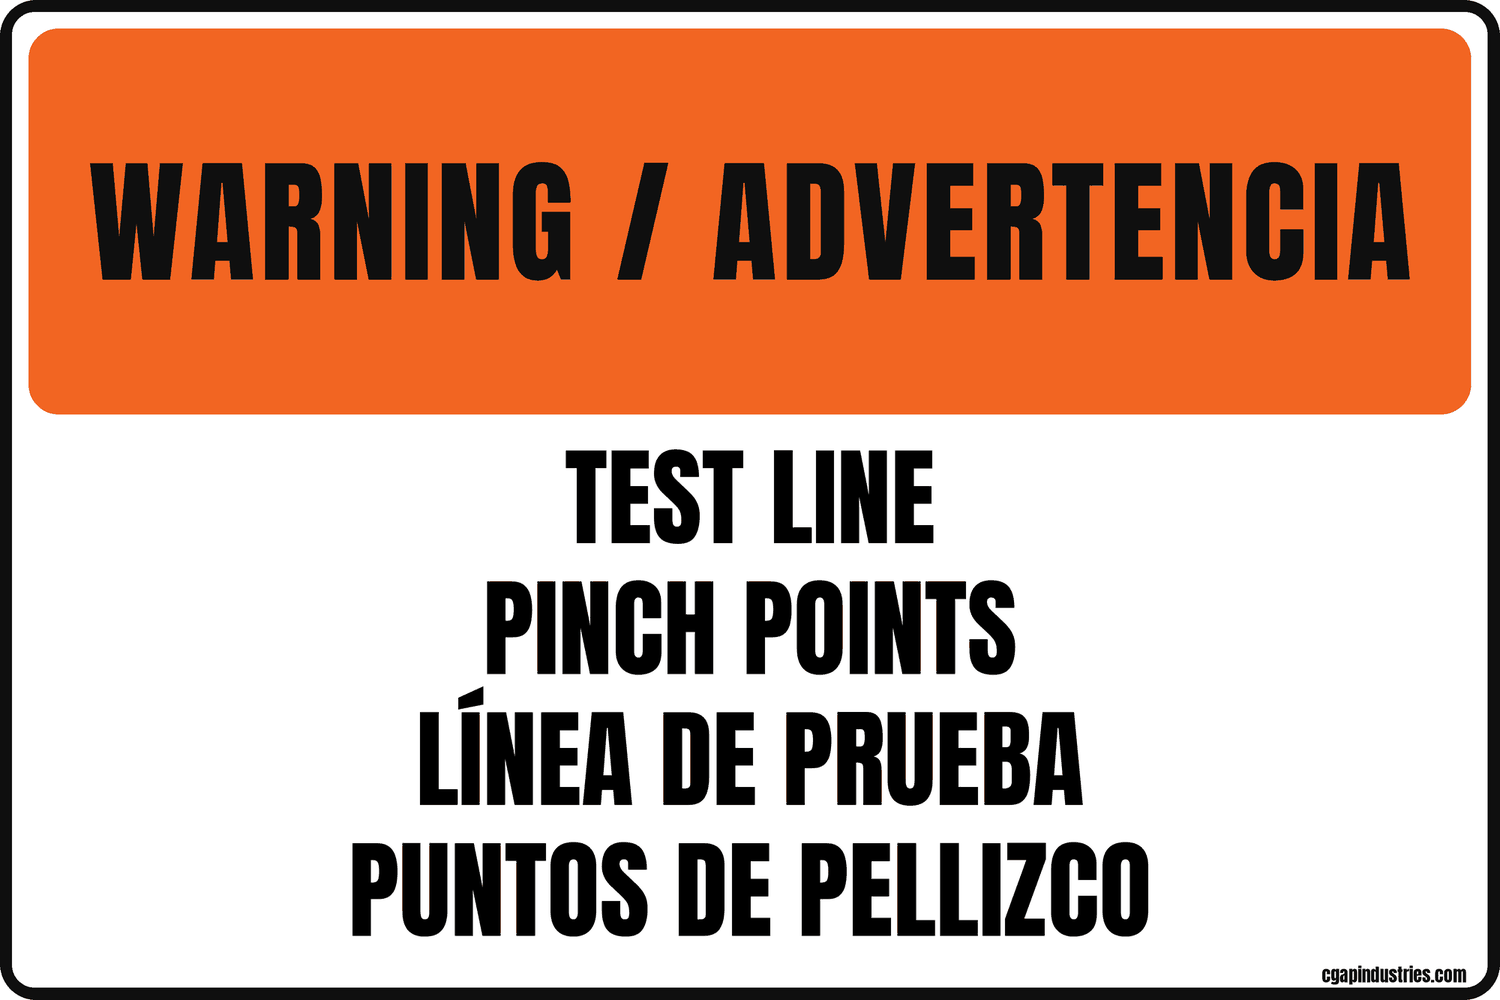 WARNING / ADVERTENCIA
TEST LINE
PINCH POINTS
LÍNEA DE PRUEBA
PUNTOS DE PELLIZCO
cgapindustries.com